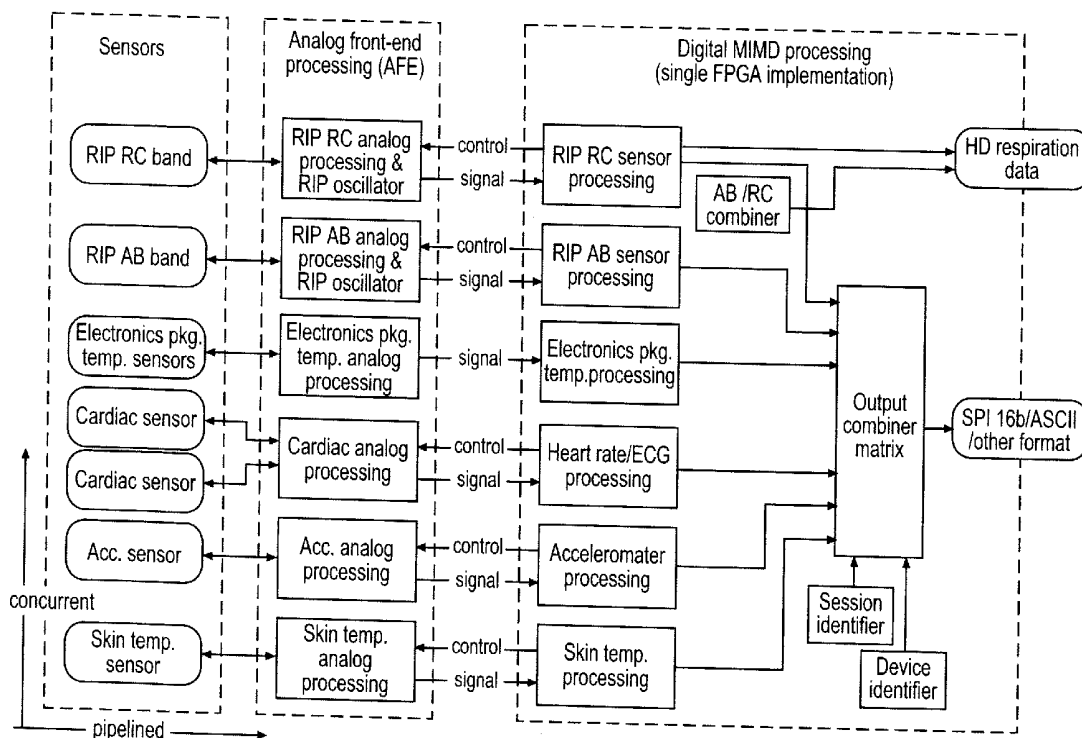 Sensors
Analog front-end
processing (AFE)
Digital MIMD processing
(single FPGA implementation)
RIP RC band
RIP RC analog
processing &
RIP oscillator
control
signal
RIP RC sensor
processing
HD respiration
data
AB /RC
combiner
RIP AB band
RIP AB analog
processing &
RIP oscillator
control
signal
RIP AB sensor
processing
Electronics pkg.
temp. sensors
Electronics pkg.
temp. analog
processing
signal
Electronics pkg.
temp.processing
Cardiac sensor
Cardiac sensor
Cardiac analog
processing
control
signal
Heart rate/ECG
processing
Output
combiner
matrix
SPI 16b/ASCII
/other format
Acc. sensor
Acc. analog
processing
control
signal
Acceleromater
processing
concurrent
Session
identifier
Skin temp.
sensor
Skin temp.
analog
processing
control
signal
Skin temp.
processing
Device
identifier
pipelined